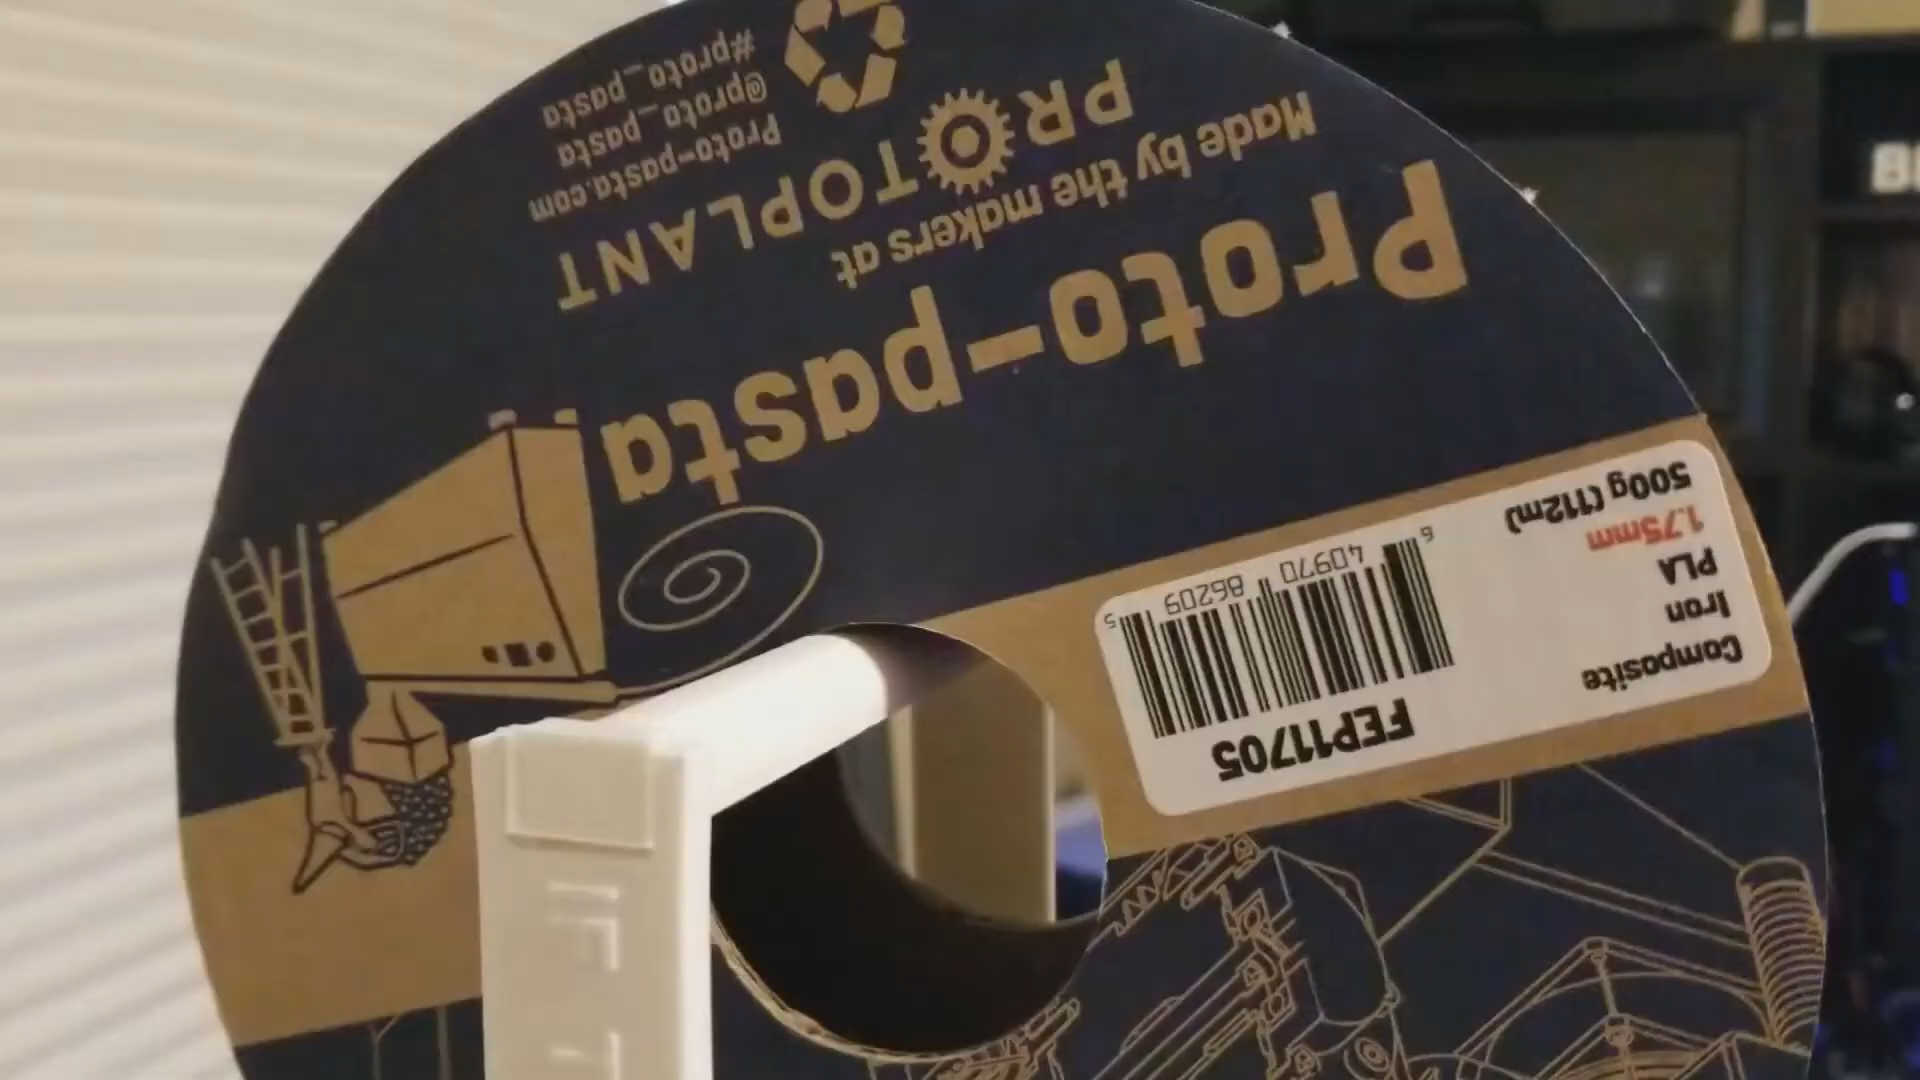 Proto-pasta
Made by the makers at
PROTOPLANT
Proto-pasta.com
@proto_pasta
#proto_pasta
FEP11705
6 40970 86209 5
Composite
Iron
PLA
1.75mm
500g (112m)